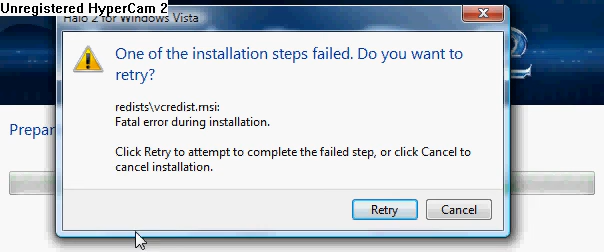 Unregistered HyperCam 2
Halo 2 for Windows Vista
One of the installation steps failed. Do you want to
retry?
redists\vcredist.msi:
Fatal error during installation.
Prepar
Click Retry to attempt to complete the failed step, or click Cancel to
cancel installation.
Retry
Cancel